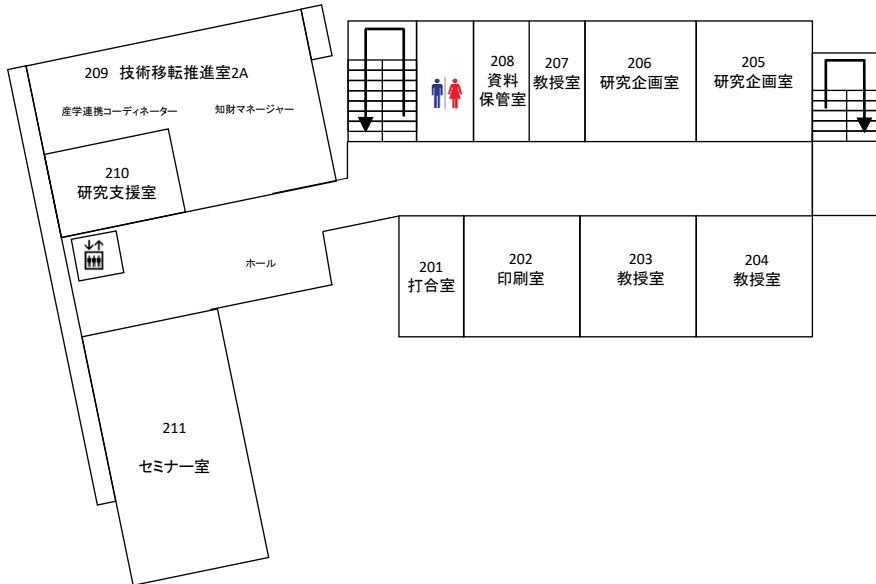 209 技術移転推進室2A
産学連携コーディネーター 知財マネージャー
210
研究支援室
ホール
211
セミナー室
208
資料
保管室
207
教授室
206
研究企画室
205
研究企画室
201
打合室
202
印刷室
203
教授室
204
教授室